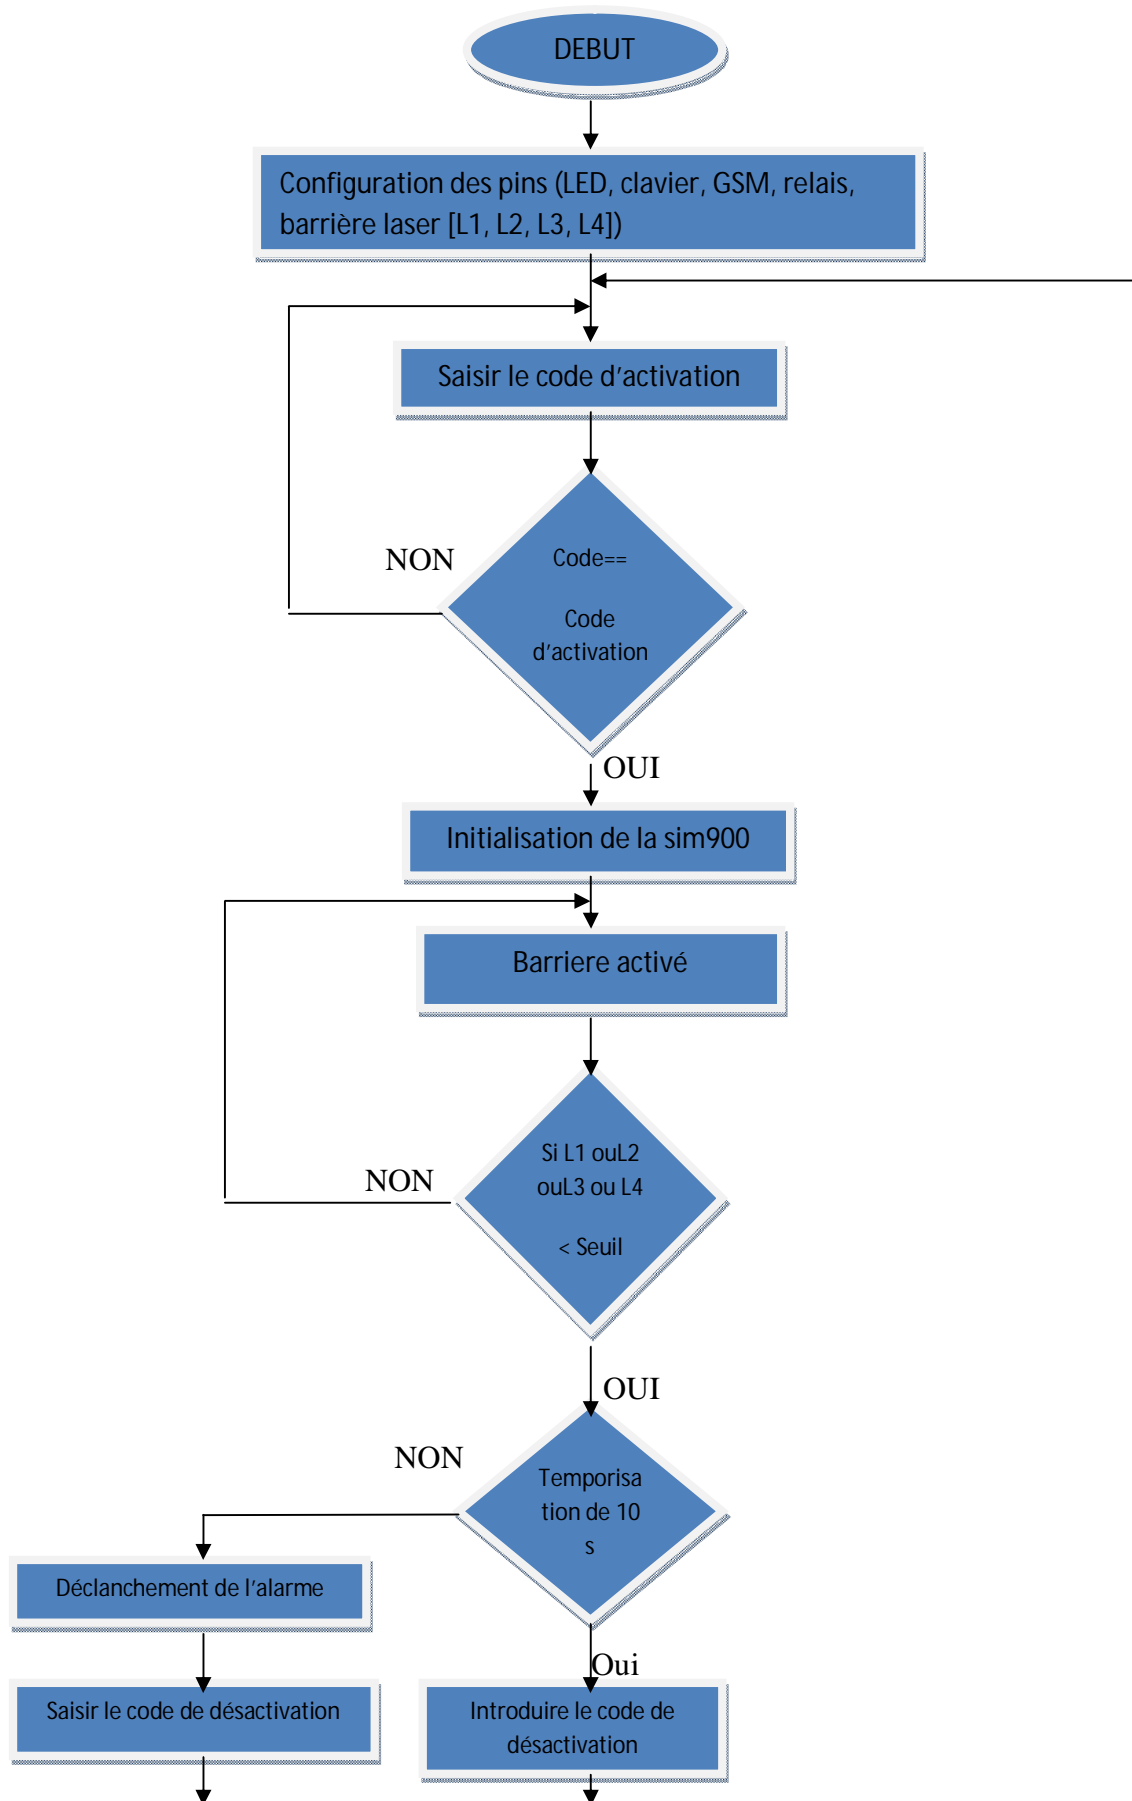 DEBUT
Configuration des pins (LED, clavier, GSM, relais,
barrière laser [L1, L2, L3, L4])
Saisir le code d'activation
NON
Code==
Code
d'activation
OUI
Initialisation de la sim900
Barriere activé
Si L1 ouL2
ouL3 ou L4
NON
< Seuil
OUI
NON
Temporisa
tion de 10
s
Déclanchement de l'alarme
Oui
Saisir le code de désactivation
Introduire le code de
désactivation